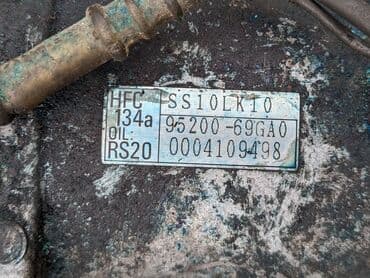 HFC SS10LK10
134a 95200-69GA0
OIL:
RS20 0004109498